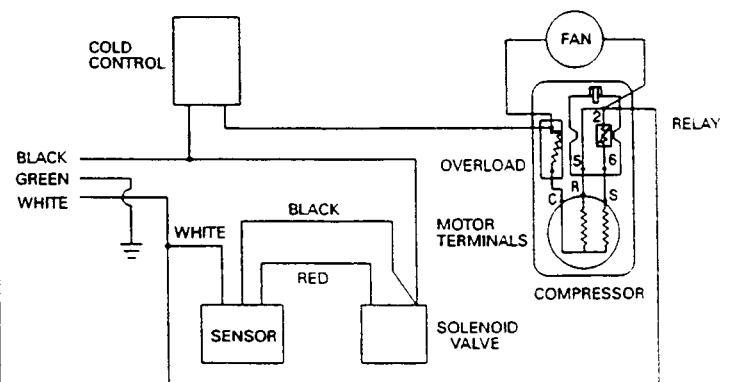 FAN
COLD
CONTROL
2
RELAY
BLACK
OVERLOAD
5
6
GREEN
R
WHITE
C
S
BLACK
WHITE
MOTOR
TERMINALS
RED
COMPRESSOR
SENSOR
SOLENOID
VALVE